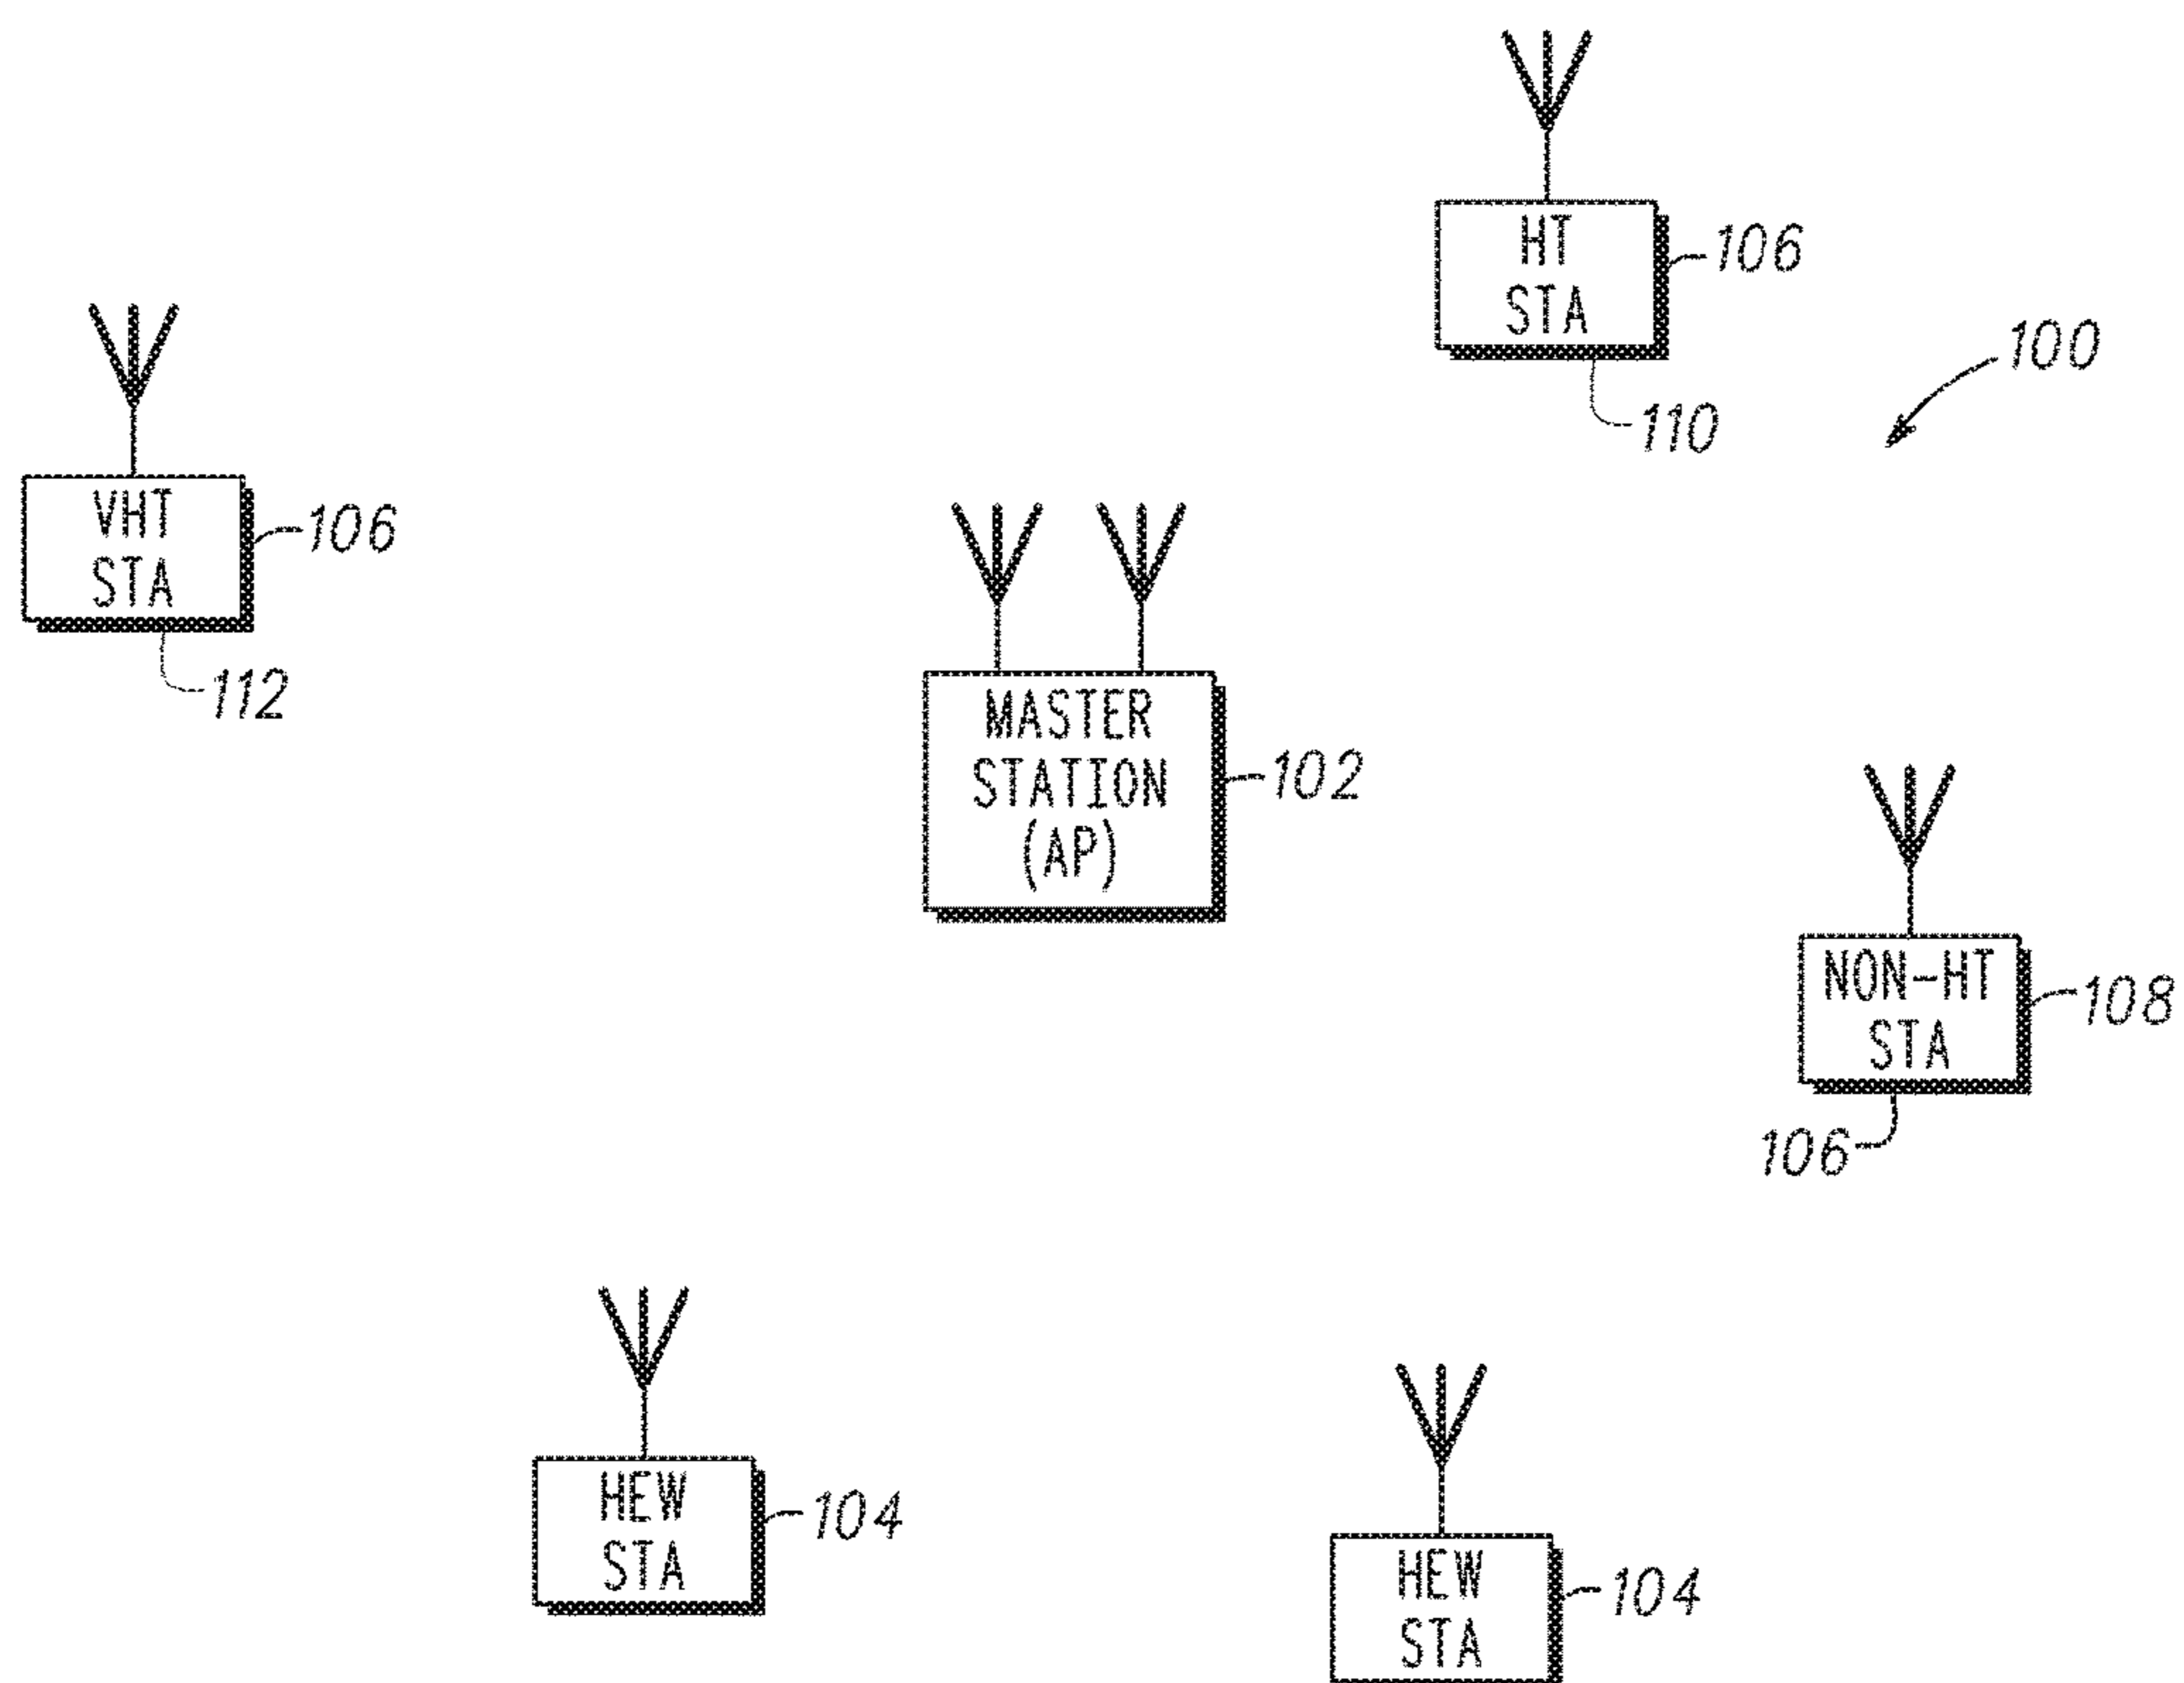 HT
STA
106
110
100
VHT
STA
106
112
MASTER
STATION
(AP)
102
NON-HT
STA
108
106
HEW
STA
104
HEW
STA
104